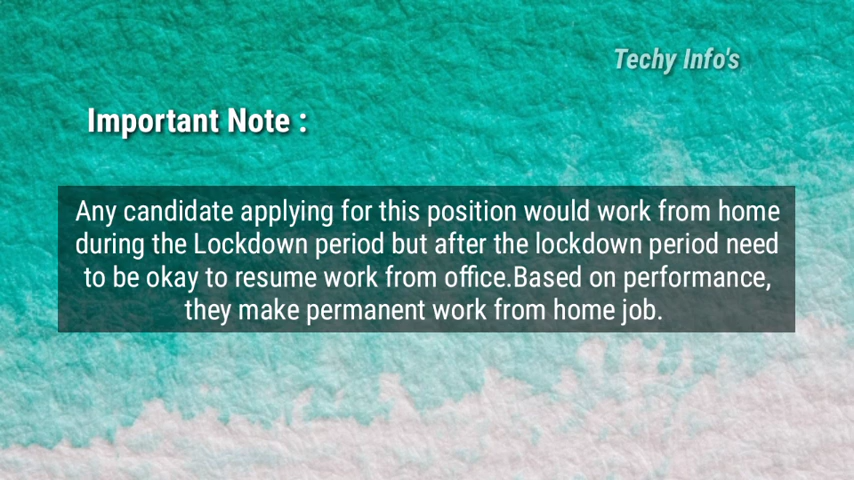 Techy Info's
Important Note :
Any candidate applying for this position would work from home
during the Lockdown period but after the lockdown period need
to be okay to resume work from office.Based on performance,
they make permanent work from home job.